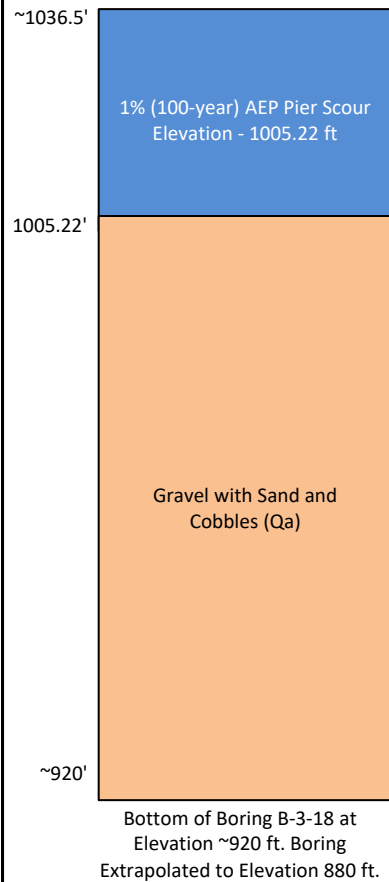 ~1036.5'
1% (100-year) AEP Pier Scour
Elevation - 1005.22 ft
1005.22'
Gravel with Sand and
Cobbles (Qa)
~920'
Bottom of Boring B-3-18 at
Elevation ~920 ft. Boring
Extrapolated to Elevation 880 ft.